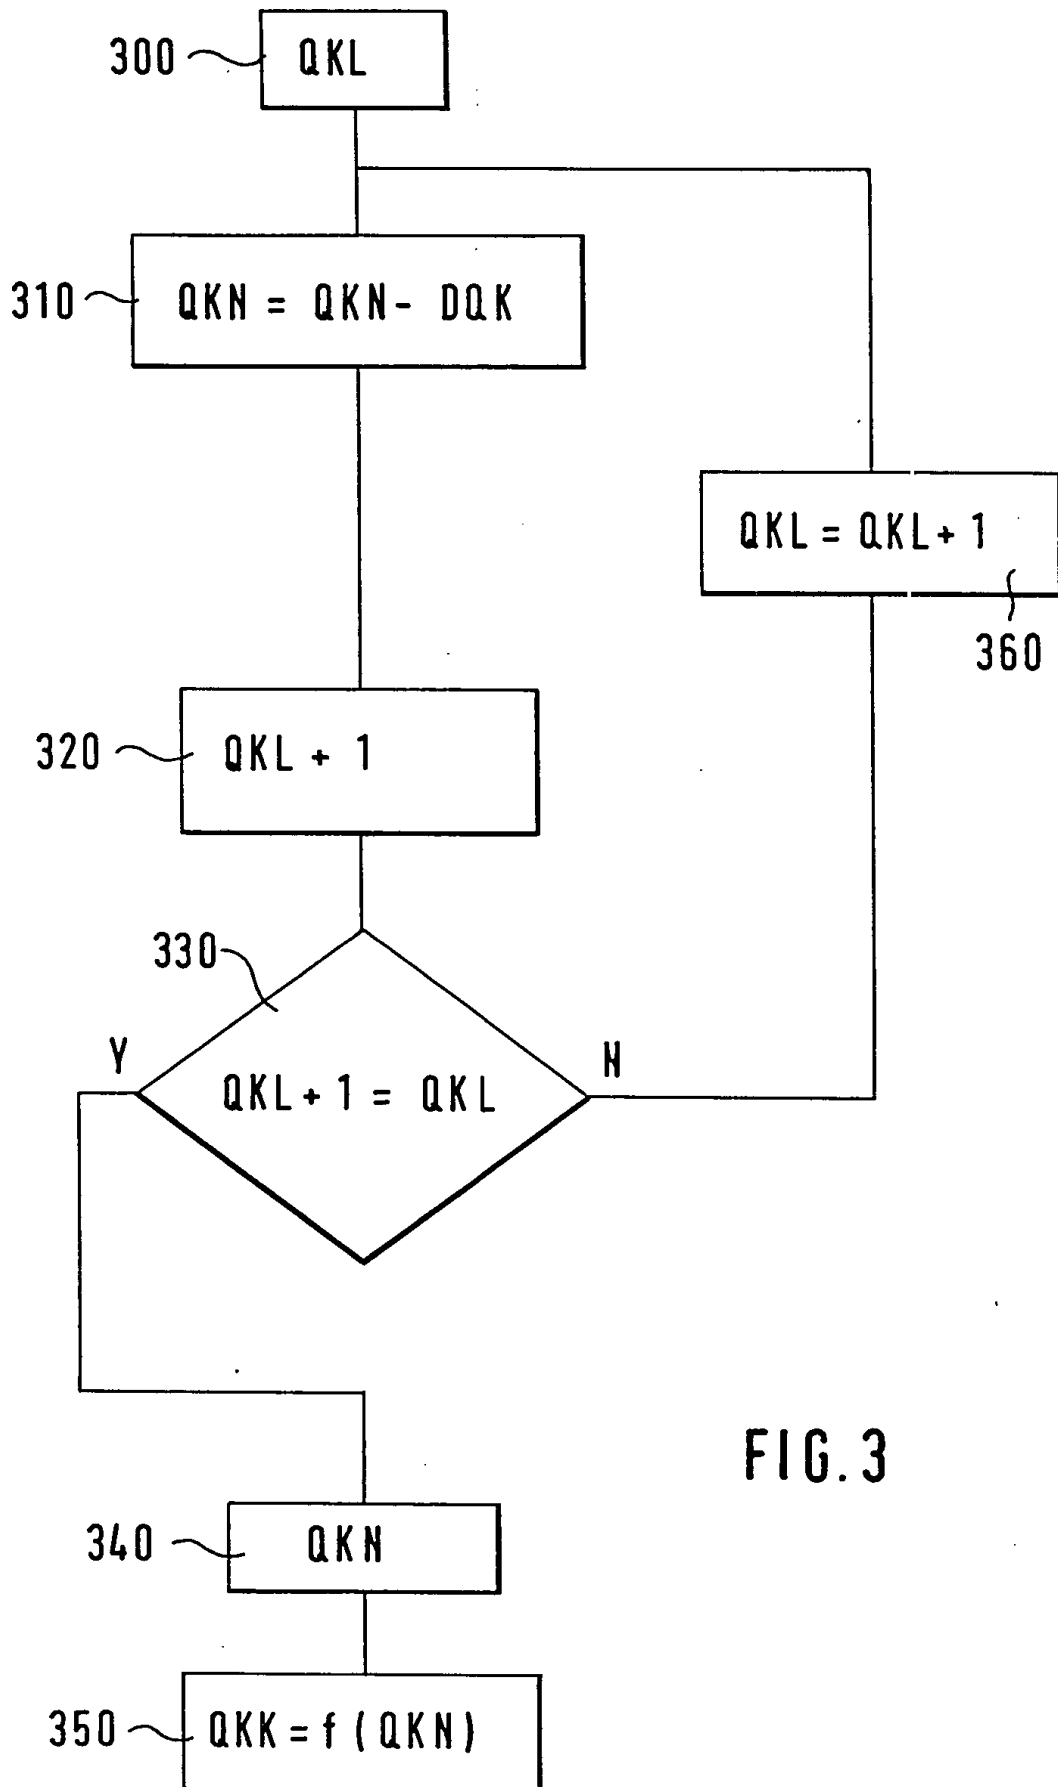 300 QKL
310 QKN = QKN - DQK
QKL = QKL + 1
360
320 QKL + 1
330
Y
N
QKL + 1 = QKL
FIG. 3
340 QKN
350 QKK = f (QKN)